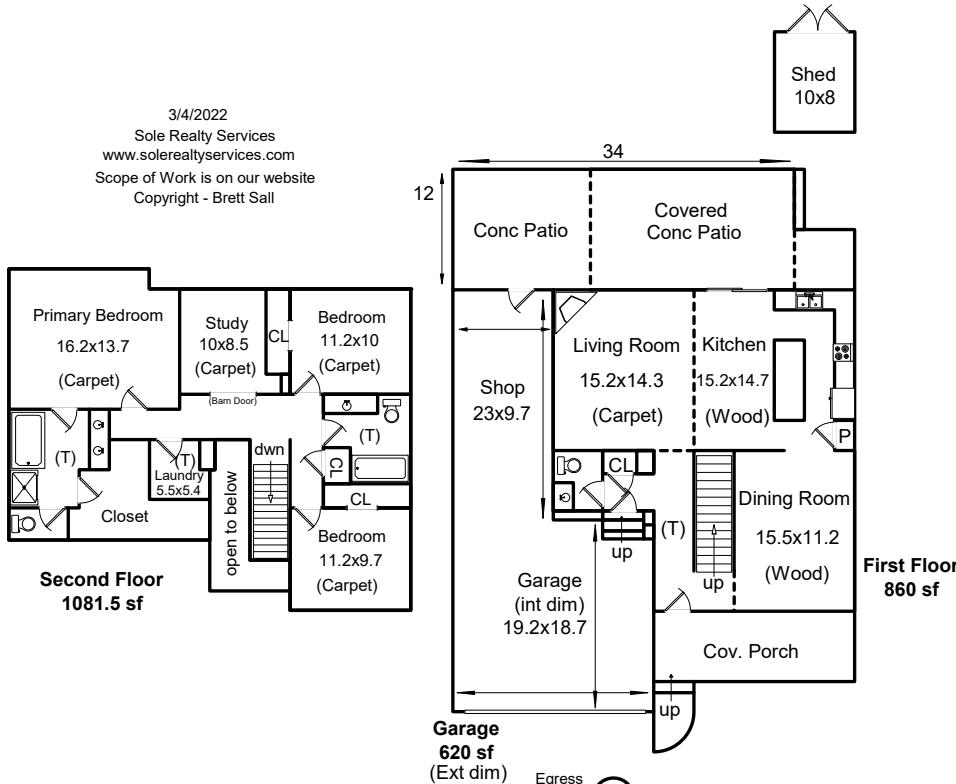 Shed
10x8
3/4/2022
Sole Realty Services
www.solerealtyservices.com
Scope of Work is on our website
Copyright - Brett Sall
34
12
Conc Patio
Covered
Conc Patio
Primary Bedroom
16.2x13.7
(Carpet)
Study
10x8.5
(Carpet)
CL
Bedroom
11.2x10
(Carpet)
(Barn Door)
(T)
(T)
Laundry
5.5x5.4
dwn
CL
(T)
Closet
open to below
CL
Bedroom
11.2x9.7
(Carpet)
Second Floor
1081.5 sf
Shop
23x9.7
Living Room
15.2x14.3
(Carpet)
Kitchen
15.2x14.7
(Wood)
P
CL
up
(T)
up
Dining Room
15.5x11.2
(Wood)
First Floor
860 sf
Garage
(int dim)
19.2x18.7
Cov. Porch
up
Garage
620 sf
(Ext dim)
Egress